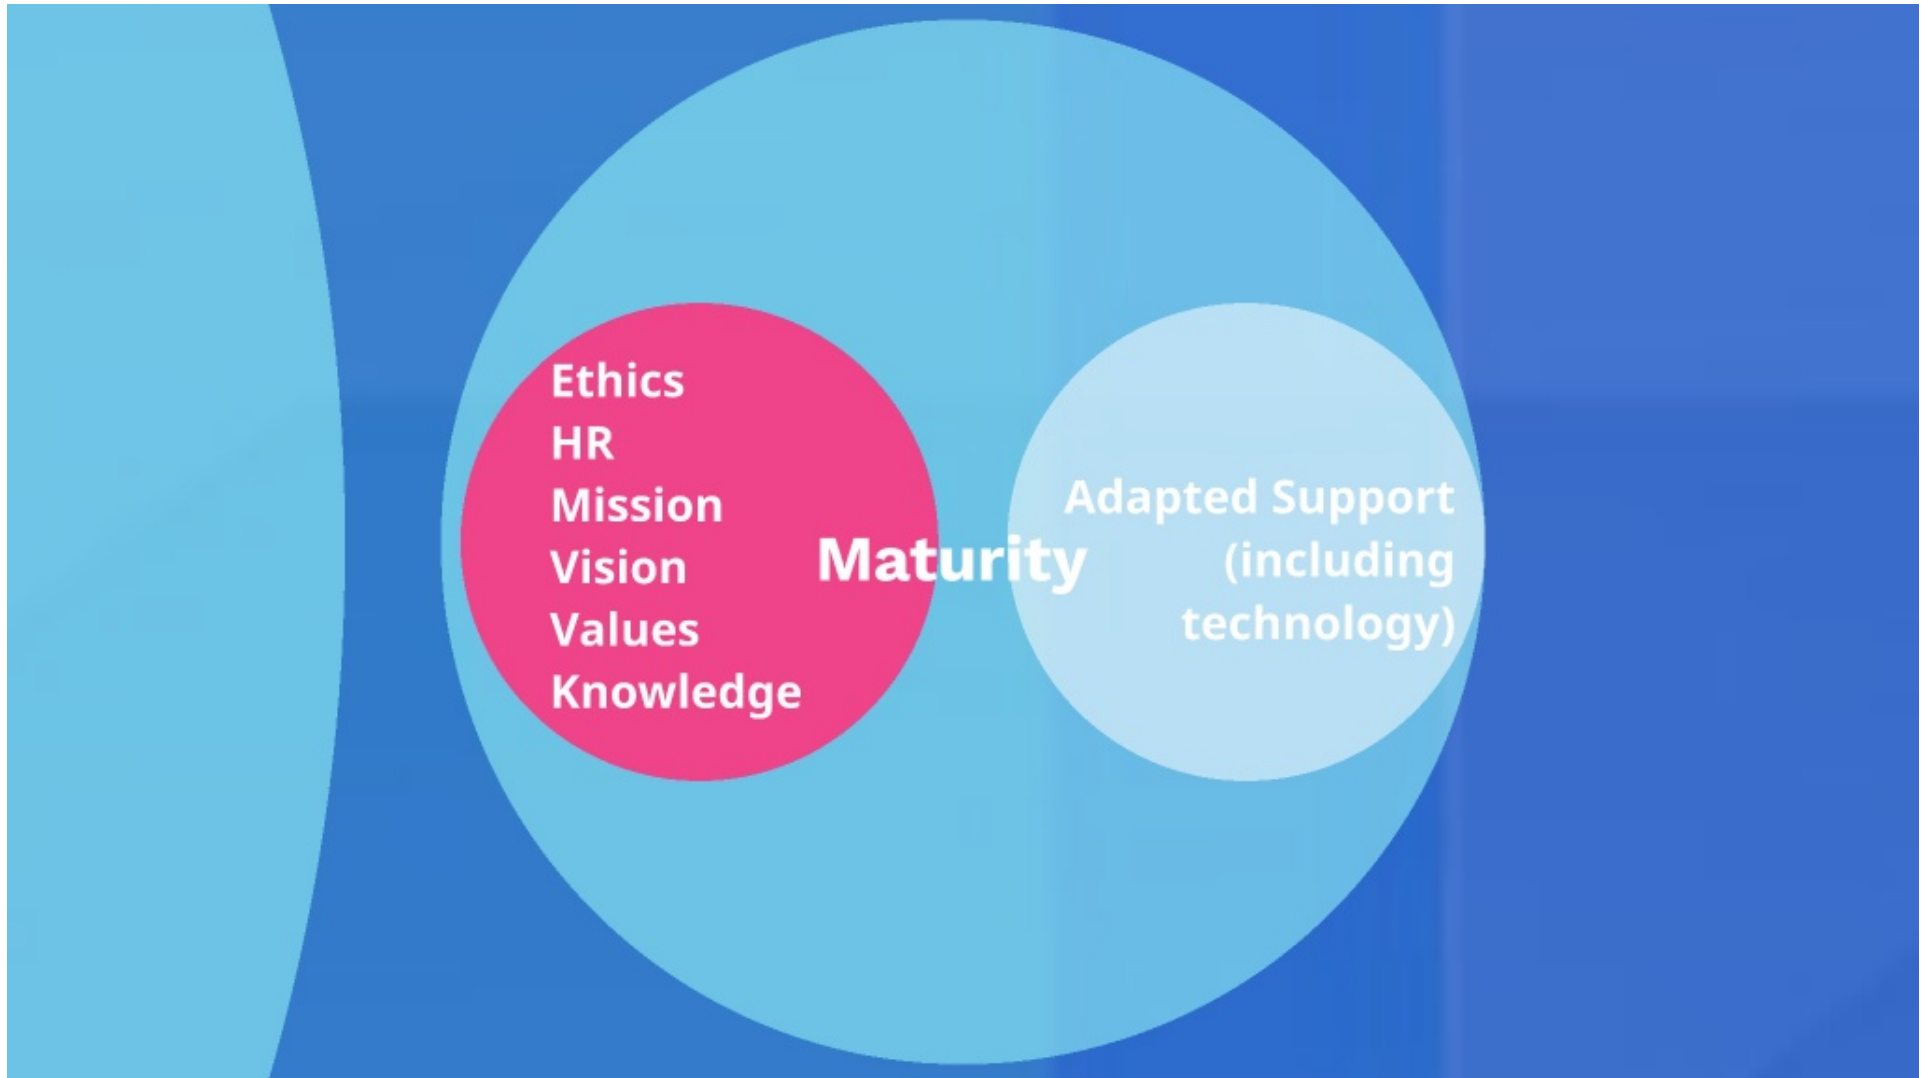 Ethics
HR
Mission
Vision
Values
Knowledge
Maturity
Adapted Support
(including
technology)